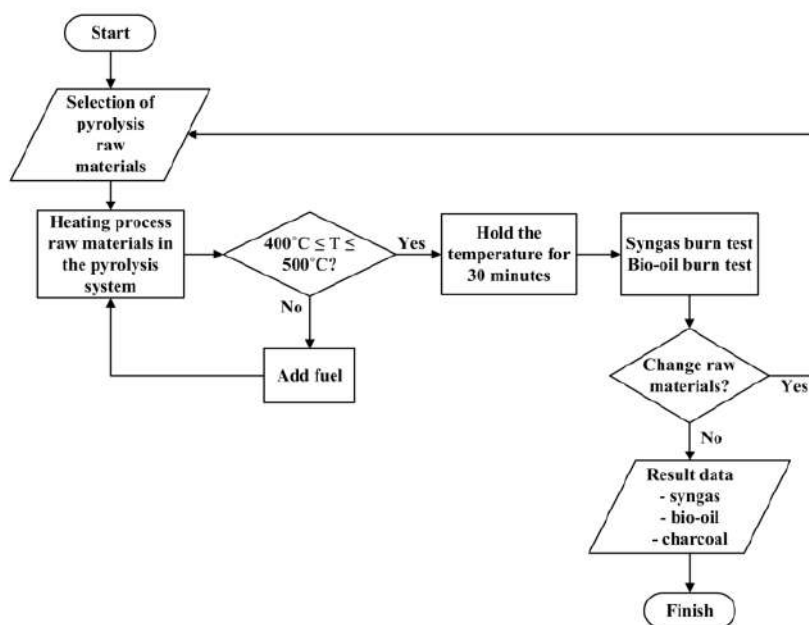 Start
Selection of
pyrolysis
raw
materials
Heating process
raw materials in
the pyrolysis
system
400˚C ≤ T ≤
500˚C?
Yes
No
Add fuel
Hold the
temperature for
30 minutes
Syngas burn test
Bio-oil burn test
Change raw
materials?
Yes
No
Result data
- syngas
- bio-oil
- charcoal
Finish